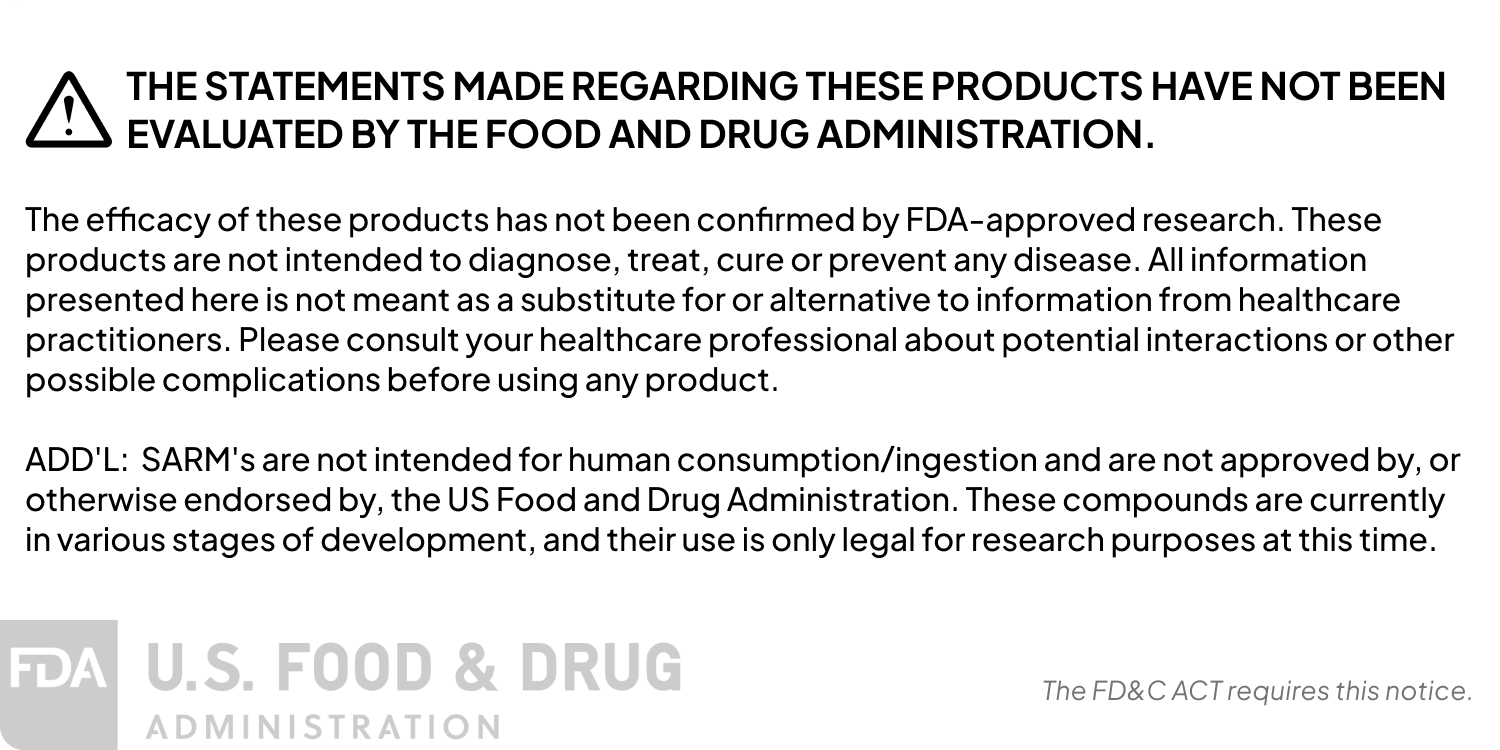 THE STATEMENTS MADE REGARDING THESE PRODUCTS HAVE NOT BEEN
EVALUATED BY THE FOOD AND DRUG ADMINISTRATION.
The efficacy of these products has not been confirmed by FDA-approved research. These
products are not intended to diagnose, treat, cure or prevent any disease. All information
presented here is not meant as a substitute for or alternative to information from healthcare
practitioners. Please consult your healthcare professional about potential interactions or other
possible complications before using any product.
ADD'L:  SARM's are not intended for human consumption/ingestion and are not approved by, or
otherwise endorsed by, the US Food and Drug Administration. These compounds are currently
in various stages of development, and their use is only legal for research purposes at this time.
FDA
U.S. FOOD & DRUG
ADMINISTRATION
The FD&C ACT requires this notice.